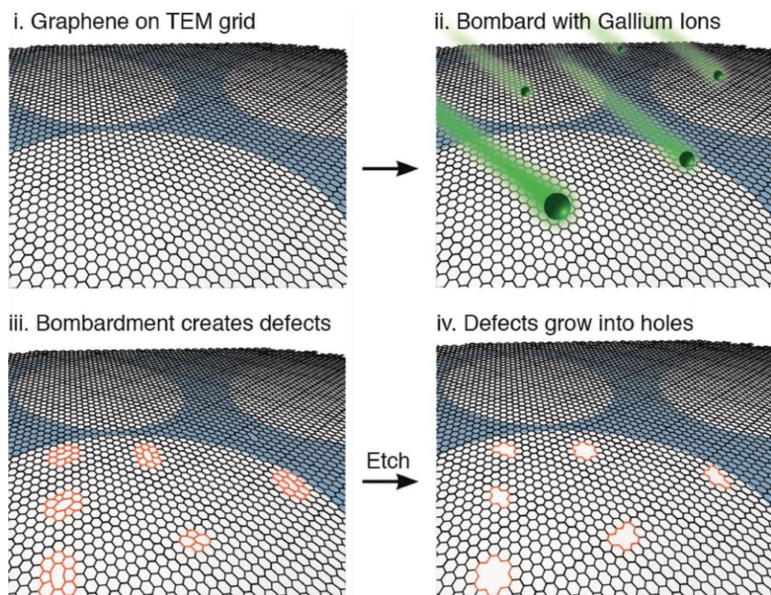 i. Graphene on TEM grid
ii. Bombard with Gallium Ions
iii. Bombardment creates defects
iv. Defects grow into holes
Etch